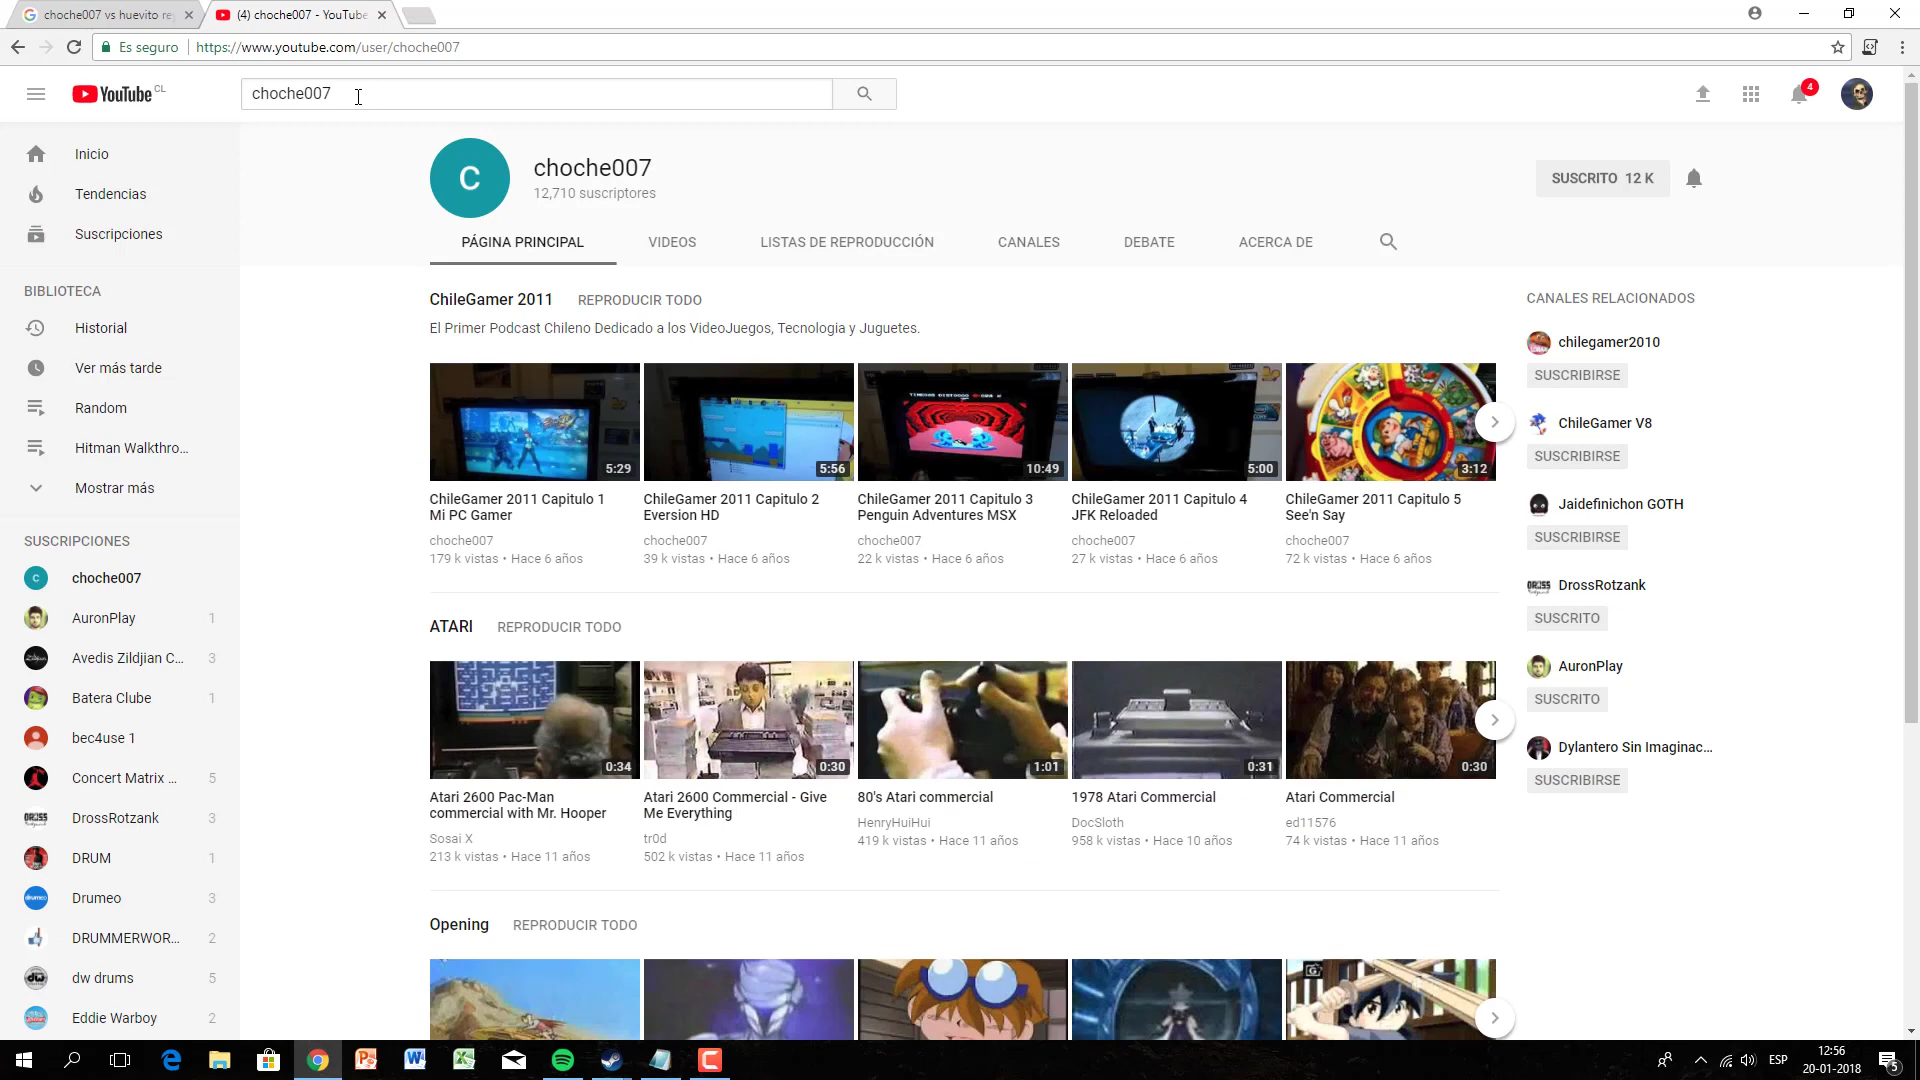 choche007 vs huevito re
(4) choche007 - YouTube
Es seguro
https://www.youtube.com/user/choche007
YouTube CL
choche007
4
Inicio
Tendencias
Suscripciones
BIBLIOTECA
Historial
Ver más tarde
Random
Hitman Walkthro...
Mostrar más
SUSCRIPCIONES
C choche007
AuronPlay 1
Avedis Zildjian C... 3
Batera Clube 1
bec4use 1
Concert Matrix ... 5
DrossRotzank 3
DRUM 1
Drumeo 3
DRUMMERWOR... 2
dw drums 5
Eddie Warboy 2
C
choche007
12,710 suscriptores
SUSCRITO 12 K
PÁGINA PRINCIPAL
VIDEOS
LISTAS DE REPRODUCCIÓN
CANALES
DEBATE
ACERCA DE
ChileGamer 2011 REPRODUCIR TODO
El Primer Podcast Chileno Dedicado a los VideoJuegos, Tecnologia y Juguetes.
5:29
5:56
10:49
5:00
3:12
ChileGamer 2011 Capitulo 1
Mi PC Gamer
choche007
179 k vistas • Hace 6 años
ChileGamer 2011 Capitulo 2
Eversion HD
choche007
39 k vistas • Hace 6 años
ChileGamer 2011 Capitulo 3
Penguin Adventures MSX
choche007
22 k vistas • Hace 6 años
ChileGamer 2011 Capitulo 4
JFK Reloaded
choche007
27 k vistas • Hace 6 años
ChileGamer 2011 Capitulo 5
See'n Say
choche007
72 k vistas • Hace 6 años
ATARI REPRODUCIR TODO
0:34
0:30
1:01
0:31
0:30
Atari 2600 Pac-Man
commercial with Mr. Hooper
Sosai X
213 k vistas • Hace 11 años
Atari 2600 Commercial - Give
Me Everything
tr0d
502 k vistas • Hace 11 años
80's Atari commercial
HenryHuiHui
419 k vistas • Hace 11 años
1978 Atari Commercial
DocSloth
958 k vistas • Hace 10 años
Atari Commercial
ed11576
74 k vistas • Hace 11 años
Opening REPRODUCIR TODO
CANALES RELACIONADOS
chilegamer2010
SUSCRIBIRSE
ChileGamer V8
SUSCRIBIRSE
Jaidefinichon GOTH
SUSCRIBIRSE
DrossRotzank
SUSCRITO
AuronPlay
SUSCRITO
Dylantero Sin Imaginac...
SUSCRIBIRSE
ESP
12:56
20-01-2018
5